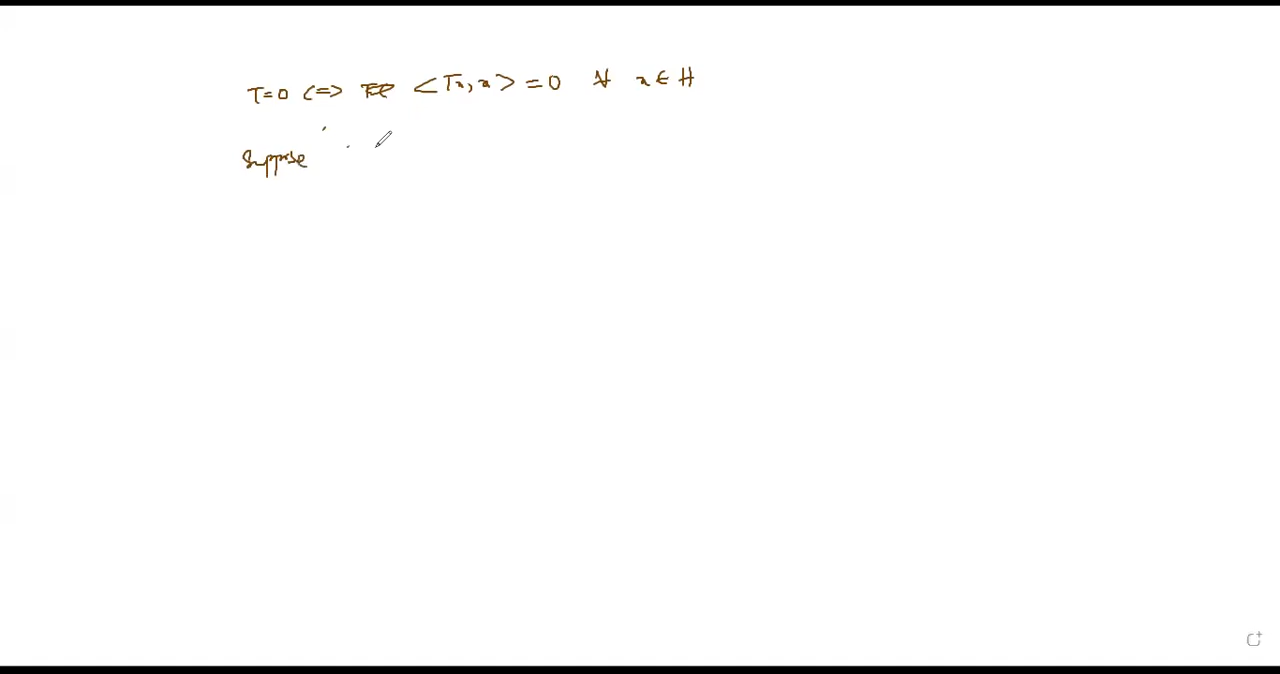 T=0 <=> <Tx, x> = 0 ∀ x ∈ H
Suppose